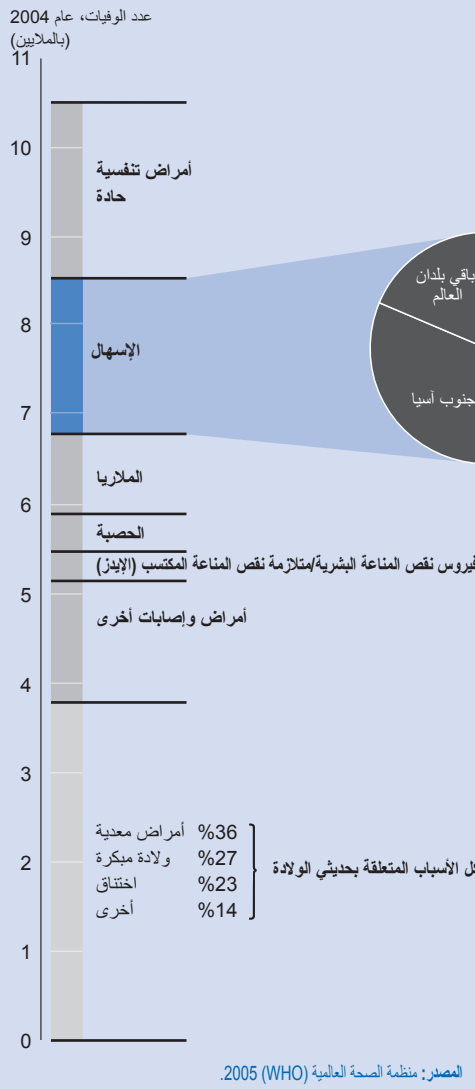 عدد الوفيات، عام 2004
(بالملايين)
11
10
أمراض تنفسية
حادة
9
باقي بلدان
العالم
8
الإسهال
جنوب آسيا
7
الملاريا
6
الحصبة
فيروس نقص المناعة البشرية/متلازمة نقص المناعة المكتسب (الإيدز)
5
أمراض وإصابات أخرى
4
3
%36 أمراض معدية
%27 ولادة مبكرة
2
كل الأسباب المتعلقة بحديثي الولادة
%23 اختناق
%14 أخرى
1
0
المصدر: منظمة الصحة العالمية (WHO) 2005.